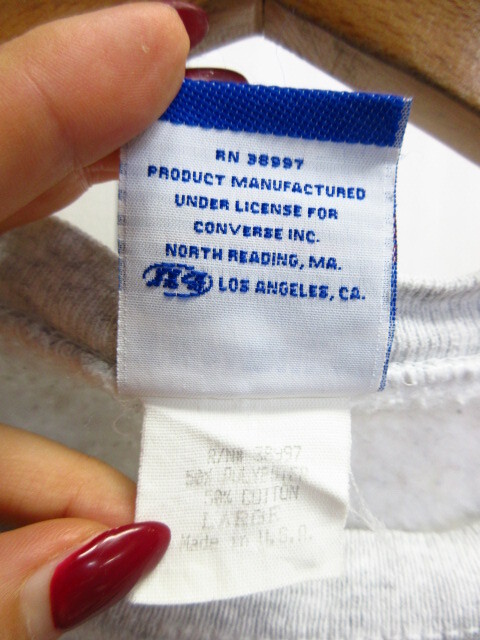 RN 38997
PRODUCT MANUFACTURED
UNDER LICENSE FOR
CONVERSE INC.
NORTH READING, MA.
LOS ANGELES, CA.
R/N# 38997
50% POLYESTER
50% COTTON
LARGE
Made in U.S.A.